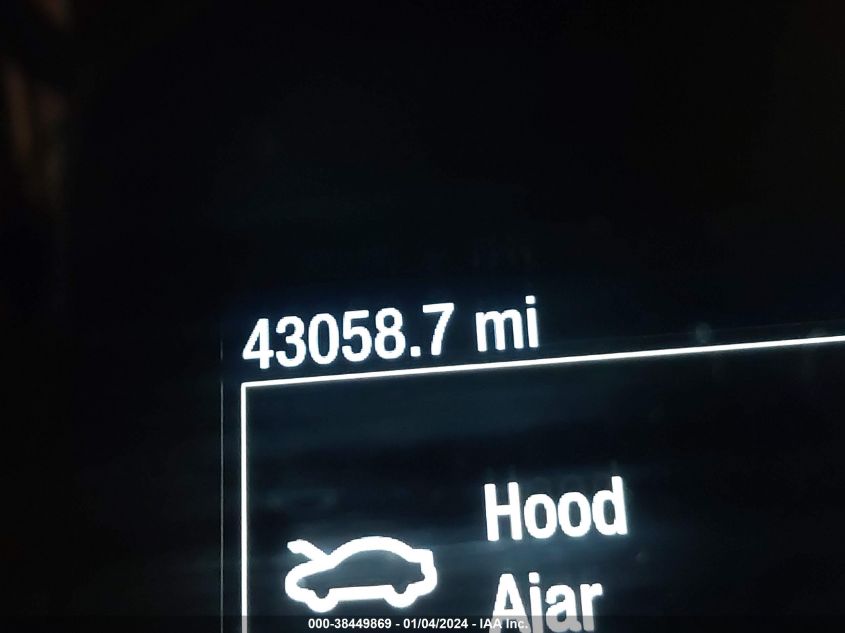 43058.7 mi
Hood
Ajar
000-38449869 - 01/04/2024 - IAA Inc.